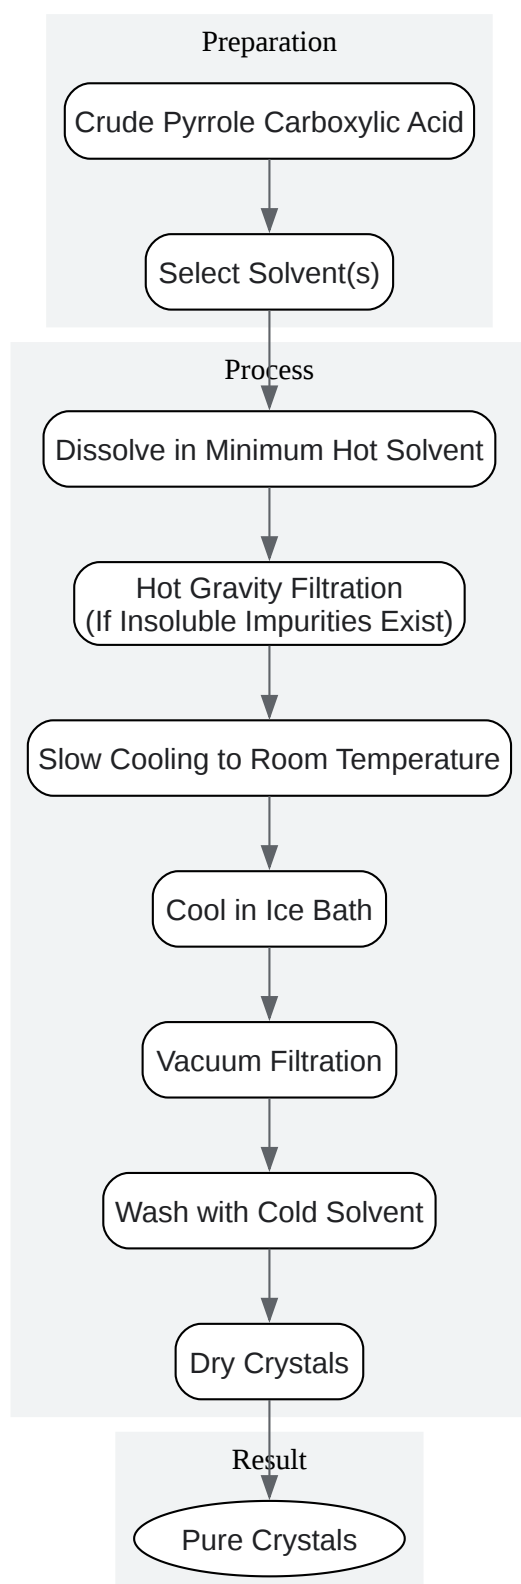 Preparation
Crude Pyrrole Carboxylic Acid
Select Solvent(s)
Process
Dissolve in Minimum Hot Solvent
Hot Gravity Filtration
(If Insoluble Impurities Exist)
Slow Cooling to Room Temperature
Cool in Ice Bath
Vacuum Filtration
Wash with Cold Solvent
Dry Crystals
Result
Pure Crystals